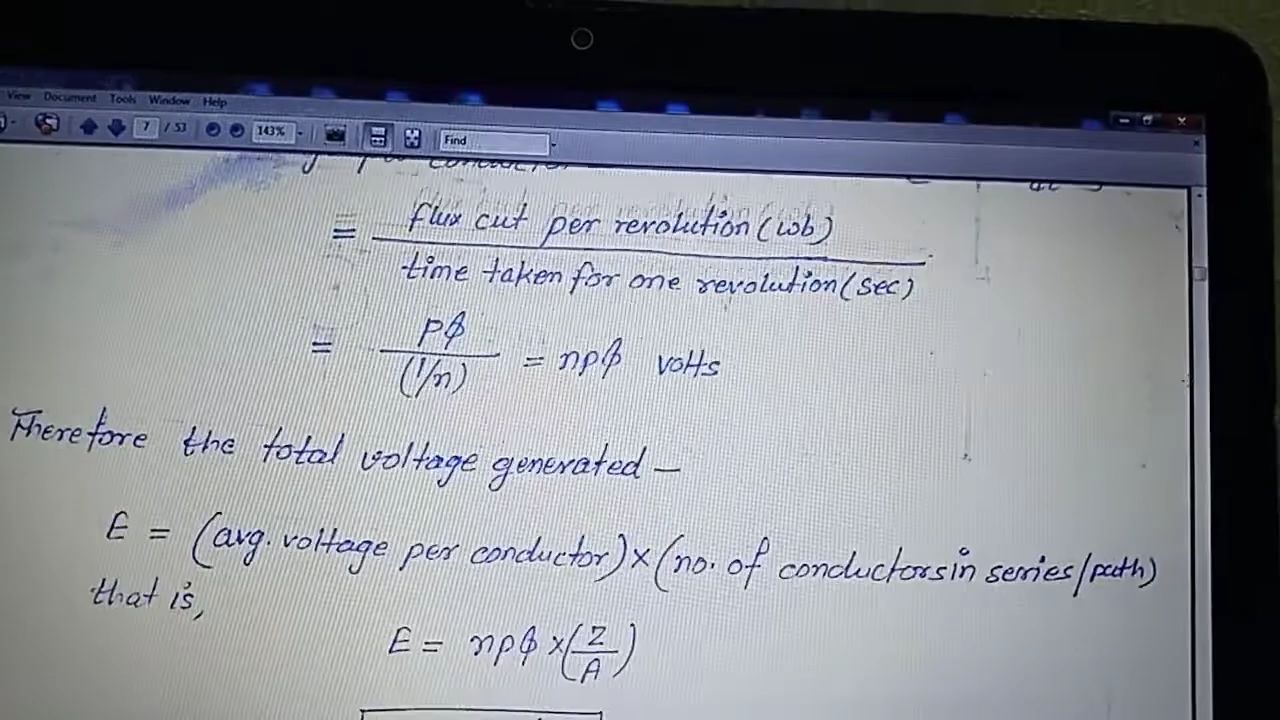 View Document Tools Window Help
7 / 53 143% Find
conductor
= flux cut per revolution (wb)
time taken for one revolution (sec)
= pϕ
(1/n)
= npϕ volts
Therefore the total voltage generated —
E = (avg. voltage per conductor) × (no. of conductors in series/path)
that is,
E = npϕ × (Z/A)